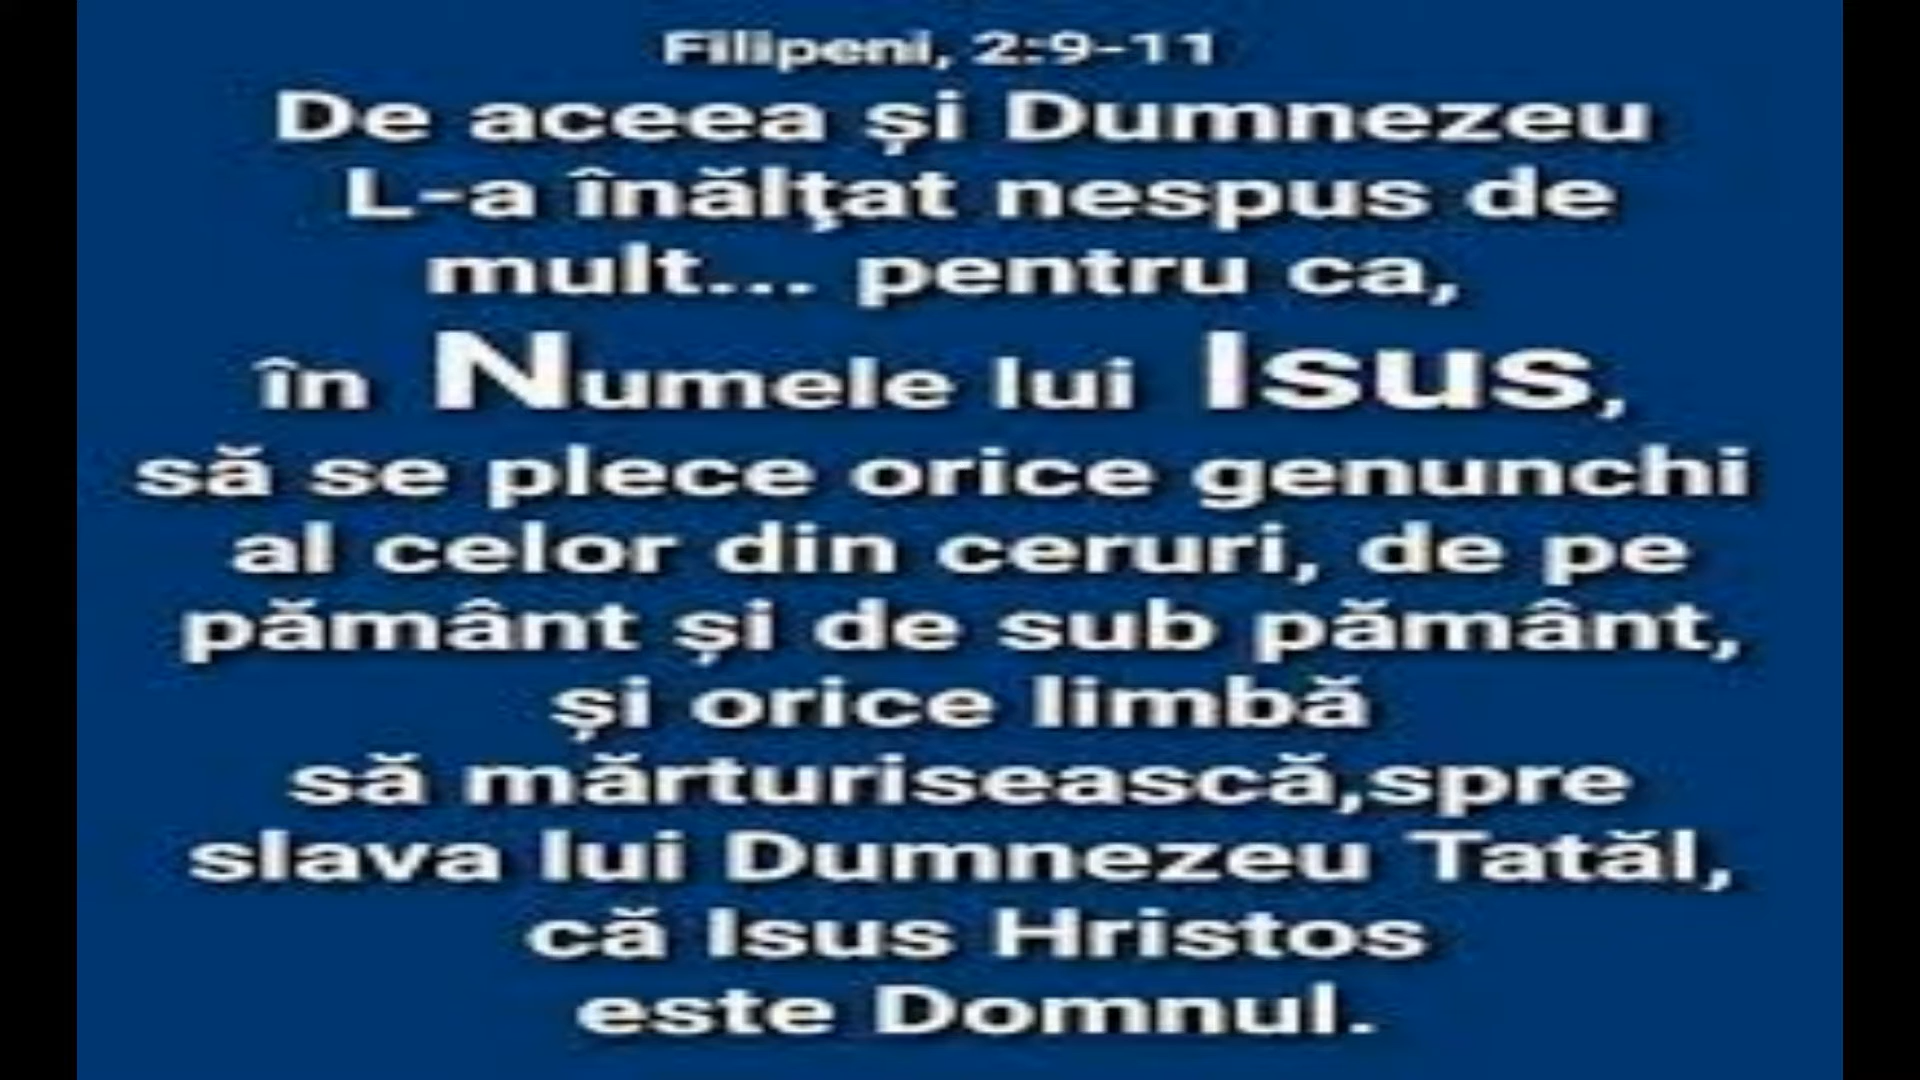 Filipeni, 2:9-11
De aceea și Dumnezeu
L-a înălţat nespus de
mult... pentru ca,
în Numele lui Isus,
să se plece orice genunchi
al celor din ceruri, de pe
pământ și de sub pământ,
și orice limbă
să mărturisească,spre
slava lui Dumnezeu Tatăl,
că Isus Hristos
este Domnul.